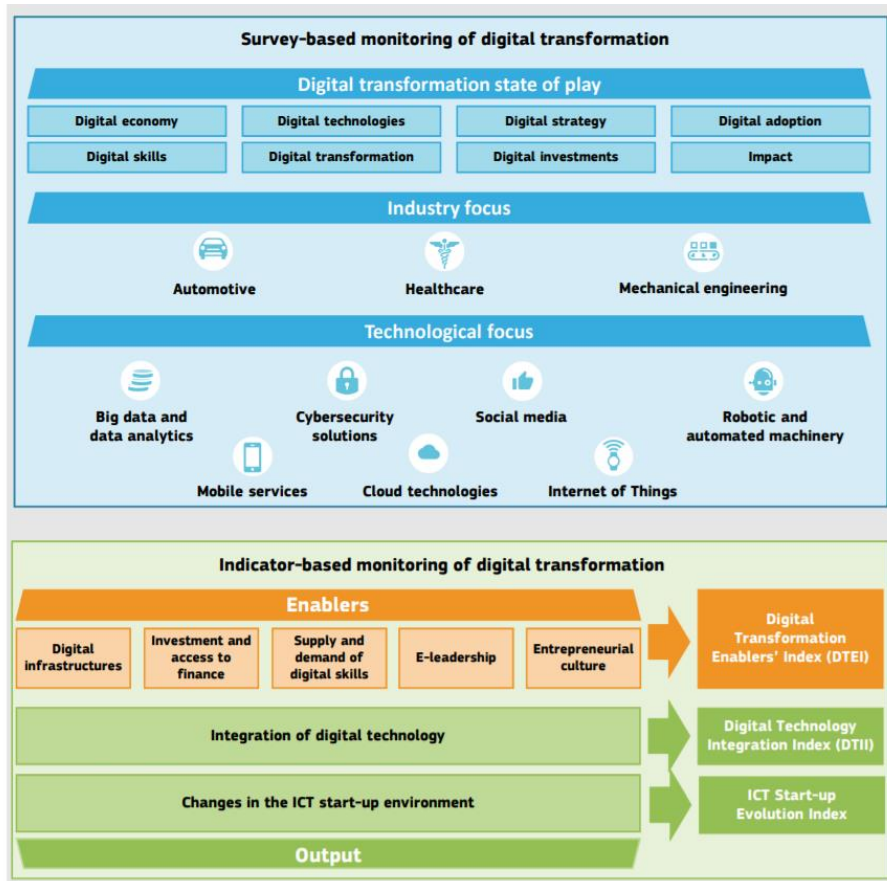 Survey-based monitoring of digital transformation
Digital transformation state of play
Digital economy
Digital technologies
Digital strategy
Digital adoption
Digital skills
Digital transformation
Digital investments
Impact
Industry focus
Automotive
Healthcare
Mechanical engineering
Technological focus
Big data and
data analytics
Cybersecurity
solutions
Social media
Robotic and
automated machinery
Mobile services
Cloud technologies
Internet of Things
Indicator-based monitoring of digital transformation
Enablers
Digital
infrastructures
Investment and
access to
finance
Supply and
demand of
digital skills
E-leadership
Entrepreneurial
culture
Digital
Transformation
Enablers’ Index (DTEI)
Integration of digital technology
Digital Technology
Integration Index (DTII)
Changes in the ICT start-up environment
ICT Start-up
Evolution Index
Output